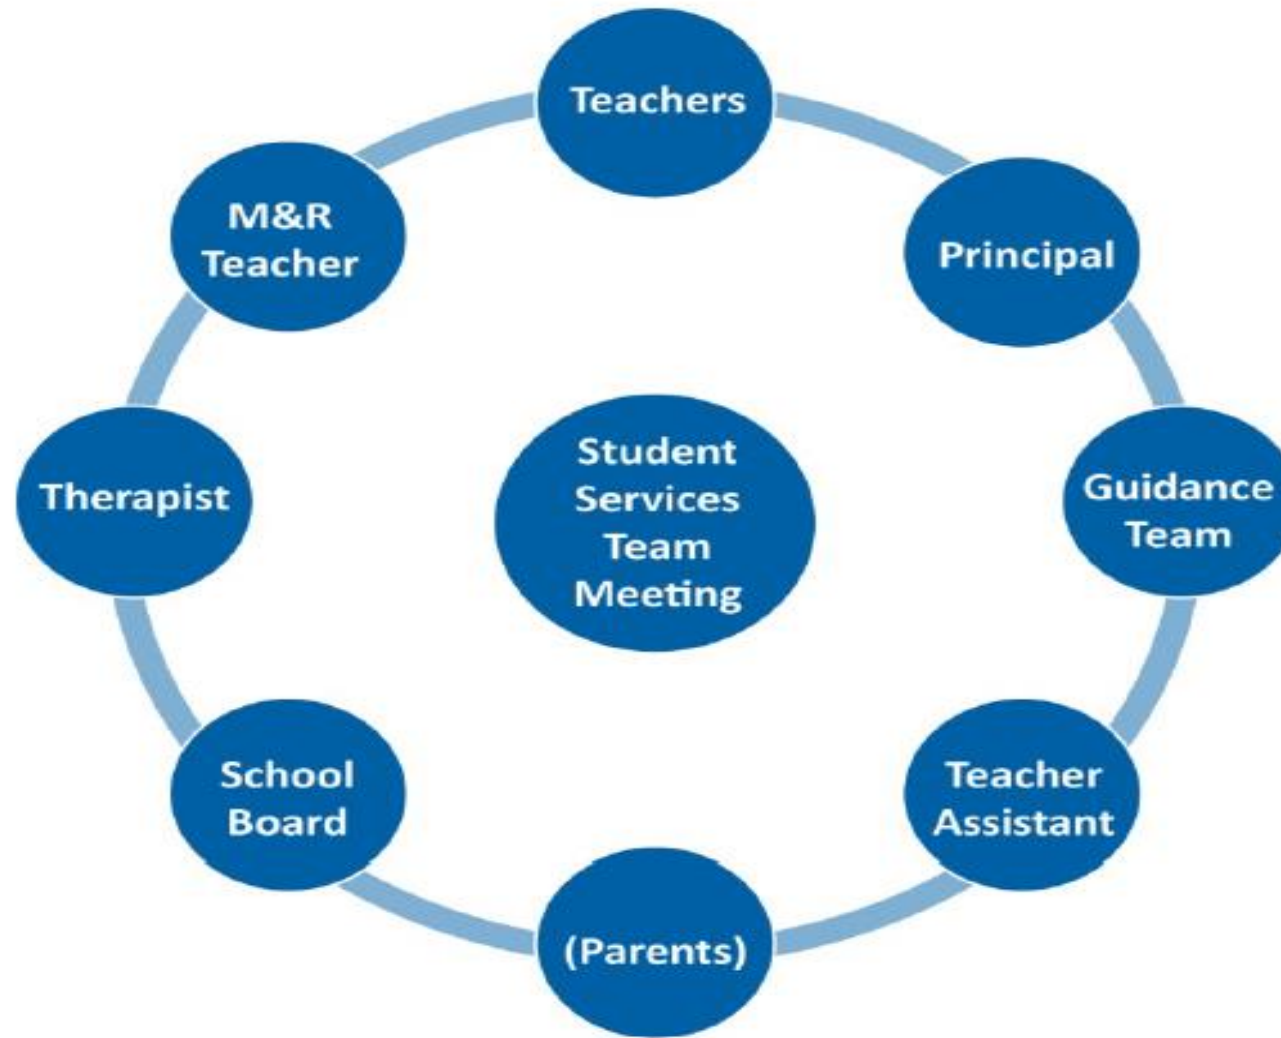 Teachers
M&R
Teacher
Principal
Therapist
Student
Services
Team
Meeting
Guidance
Team
School
Board
Teacher
Assistant
(Parents)